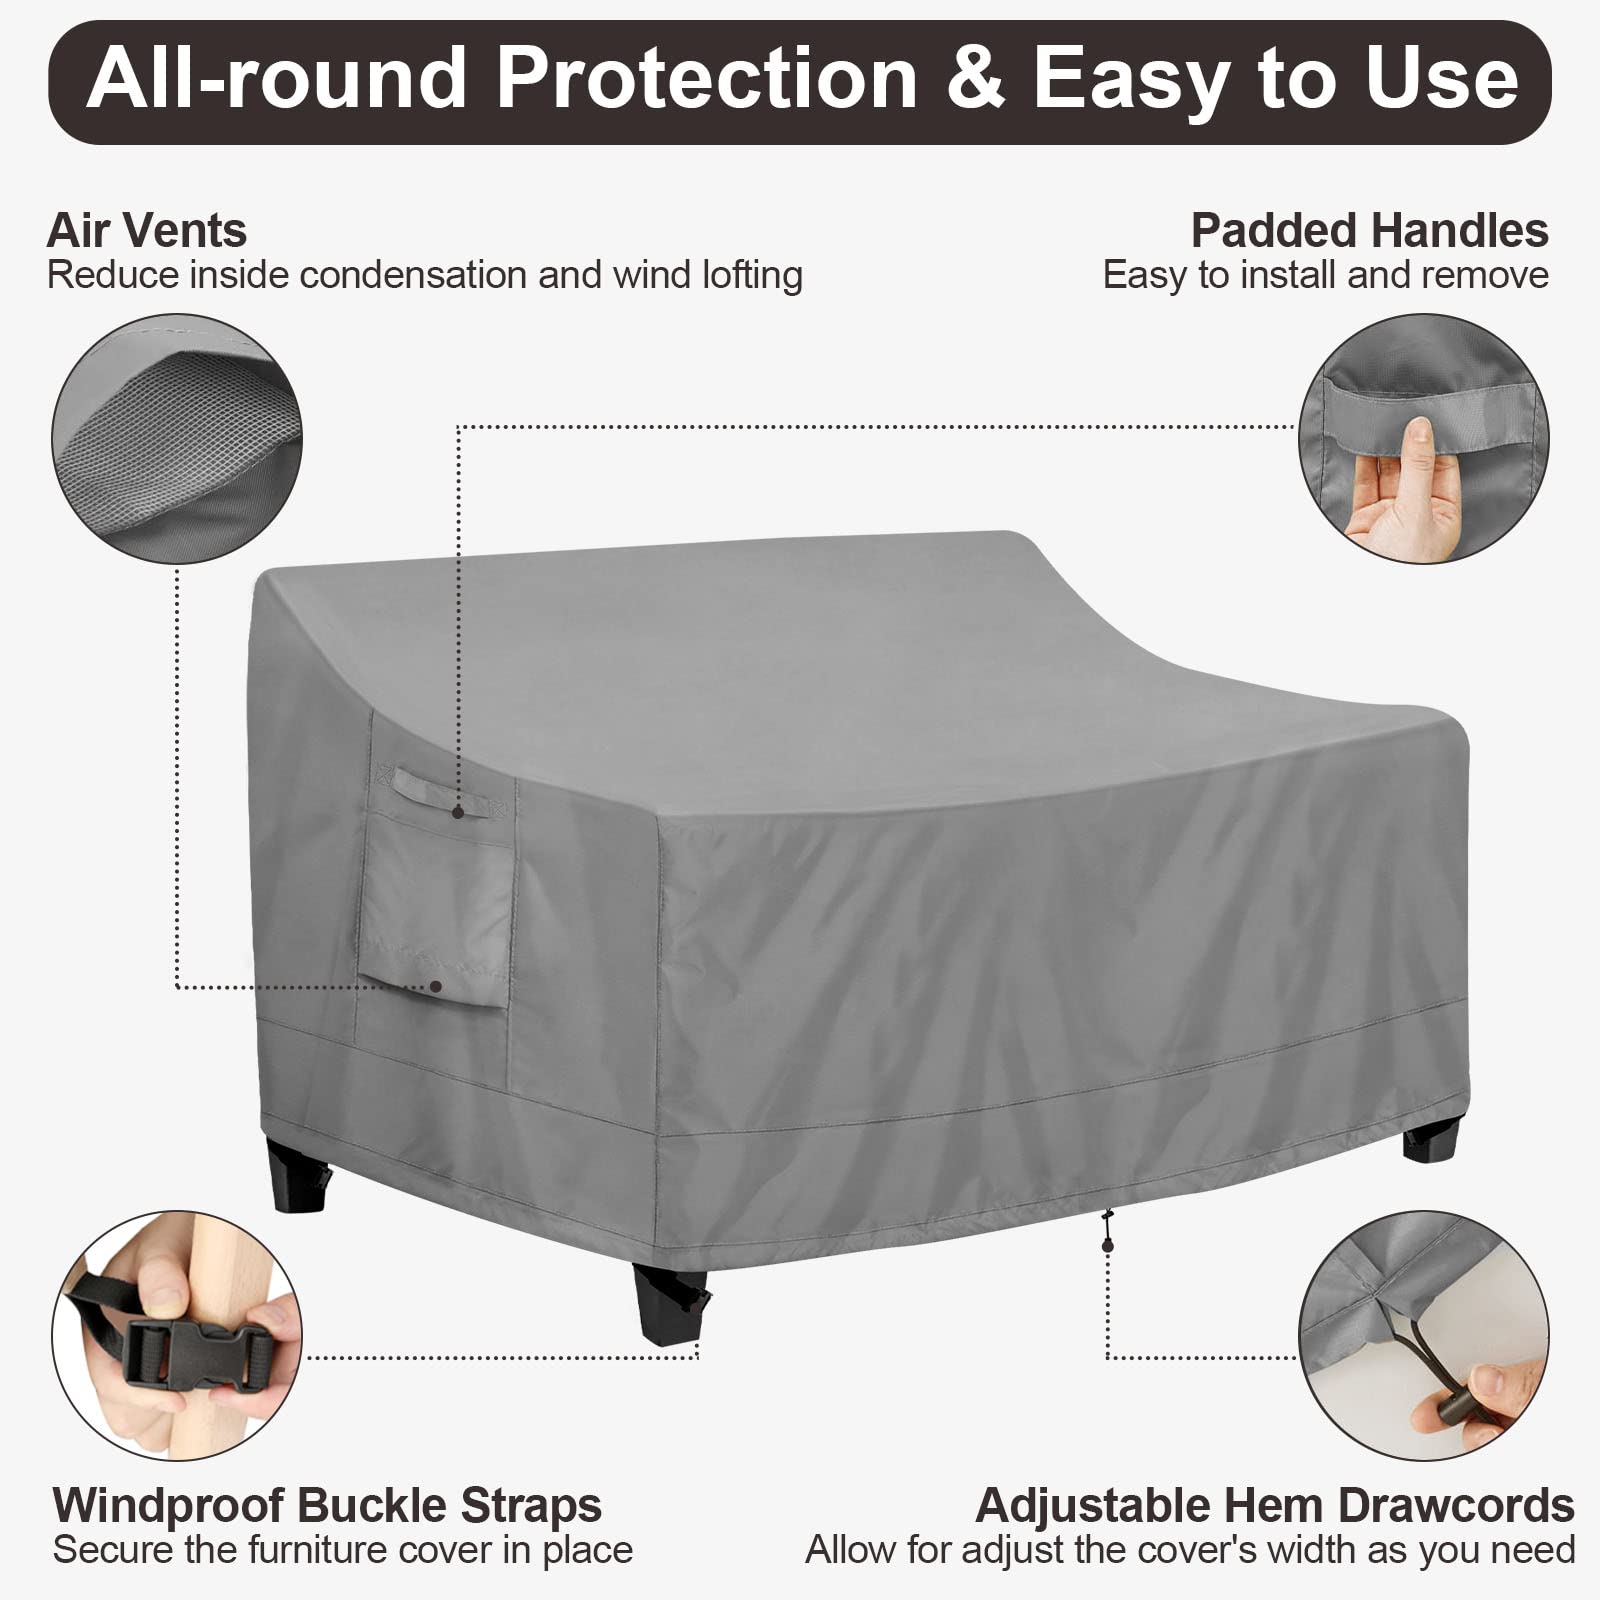 All-round Protection & Easy to Use
Air Vents
Reduce inside condensation and wind lofting
Padded Handles
Easy to install and remove
Windproof Buckle Straps
Secure the furniture cover in place
Adjustable Hem Drawcords
Allow for adjust the cover's width as you need